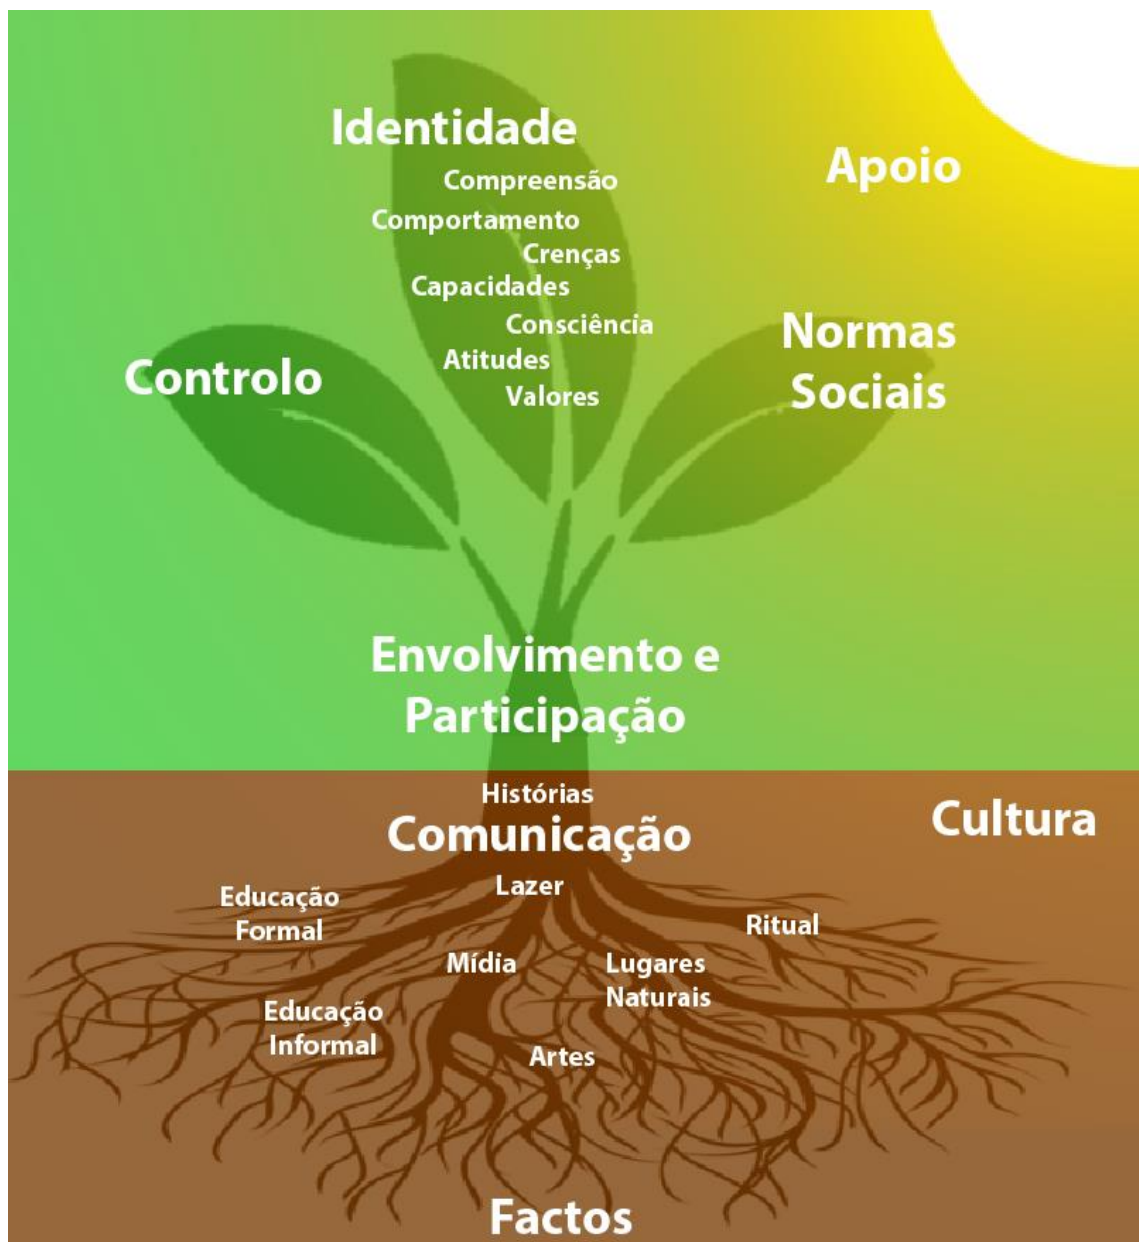 Identidade
Apoio
Compreensão
Comportamento
Crenças
Capacidades
Consciência
Atitudes
Valores
Controlo
Normas
Sociais
Envolvimento e
Participação
Histórias
Comunicação
Cultura
Lazer
Educação
Formal
Ritual
Mídia
Lugares
Naturais
Educação
Informal
Artes
Factos